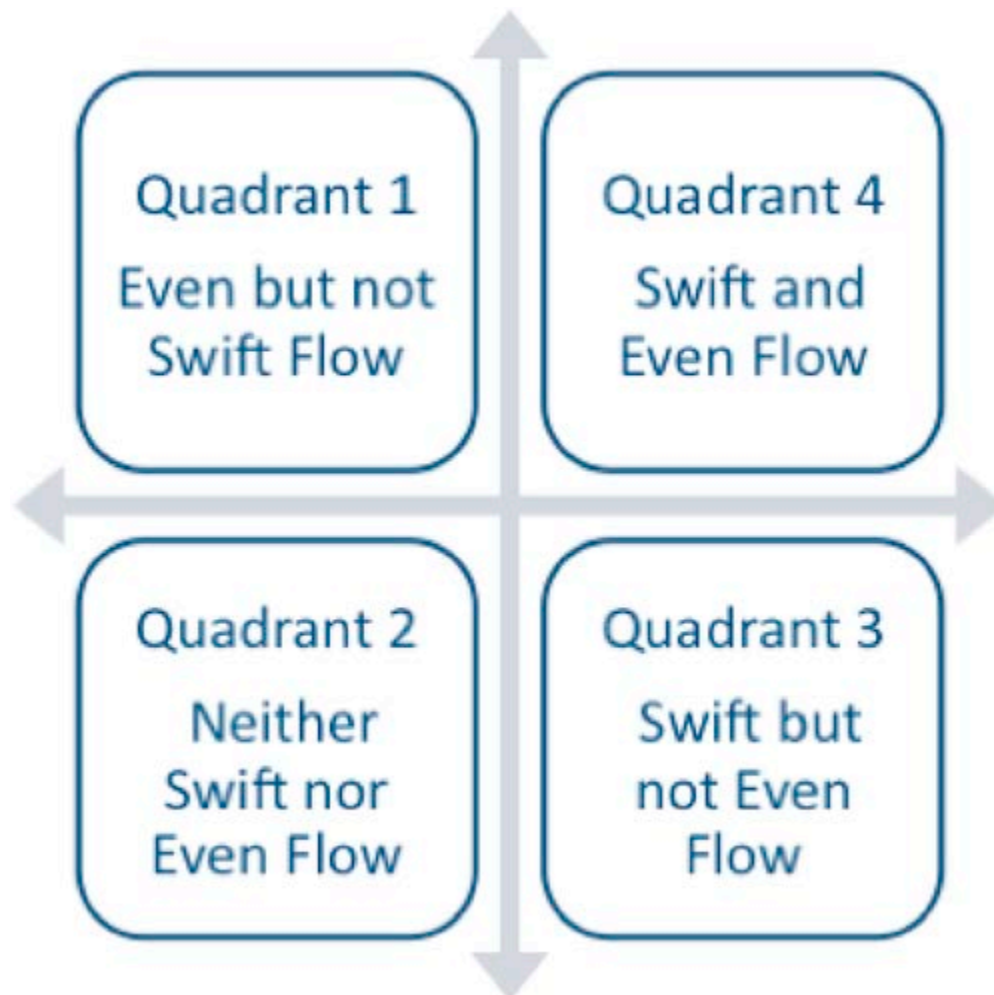 Quadrant 1
Even but not
Swift Flow
Quadrant 4
Swift and
Even Flow
Quadrant 2
Neither
Swift nor
Even Flow
Quadrant 3
Swift but
not Even
Flow